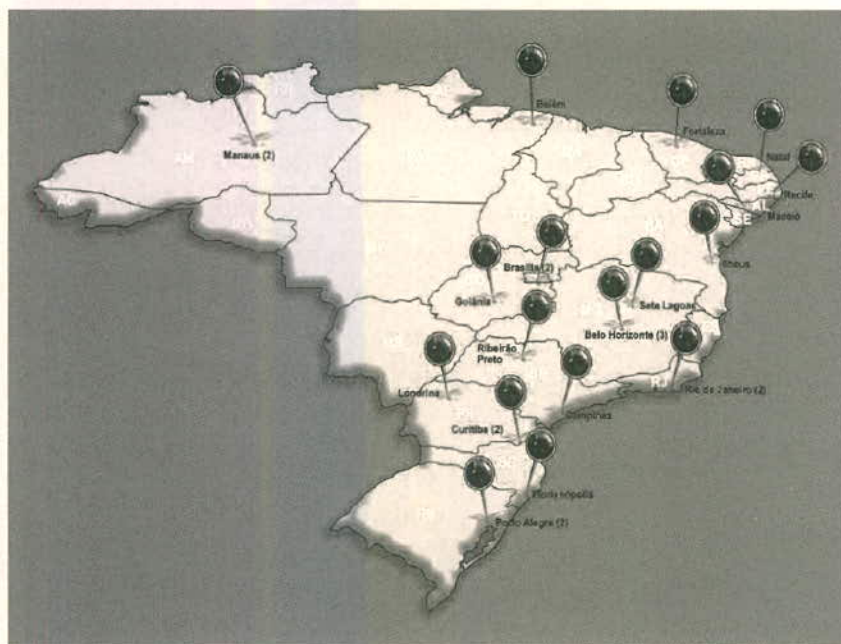 Belém
Fortaleza
Manaus (2)
Natal
Recife
Maceió
Ilhéus
Brasília (2)
Goiânia
Sete Lagoas
Belo Horizonte (3)
Ribeirão
Preto
Londrina
Rio de Janeiro (2)
Campinas
Curitiba (2)
Florianópolis
Porto Alegre (2)